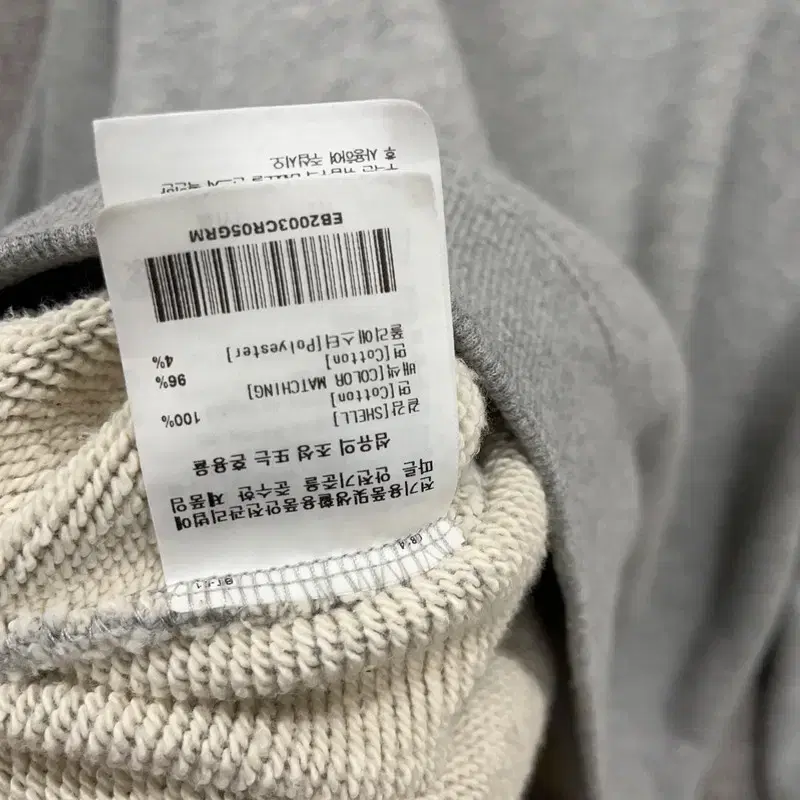 전기용품및생활용품안전관리법에
따른 안전기준을 준수한 제품임
섬유의 조성 또는 혼용율
겉감[SHELL]
면[Cotton] 100%
배색[COLOR MATCHING]
면[Cotton] 96%
폴리에스터[Polyester] 4%
EB2003CR05GRM
후 사용하여 주십시오